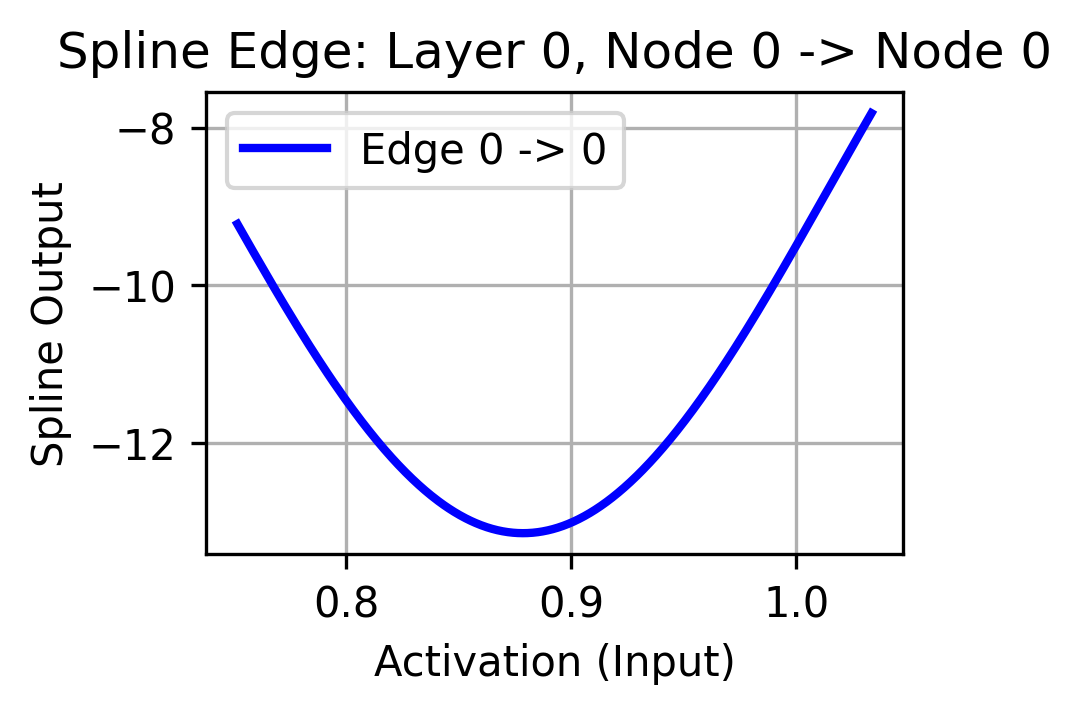 Spline Edge: Layer 0, Node 0 -> Node 0
Edge 0 -> 0
Spline Output
−8
−10
−12
0.8 0.9 1.0
Activation (Input)